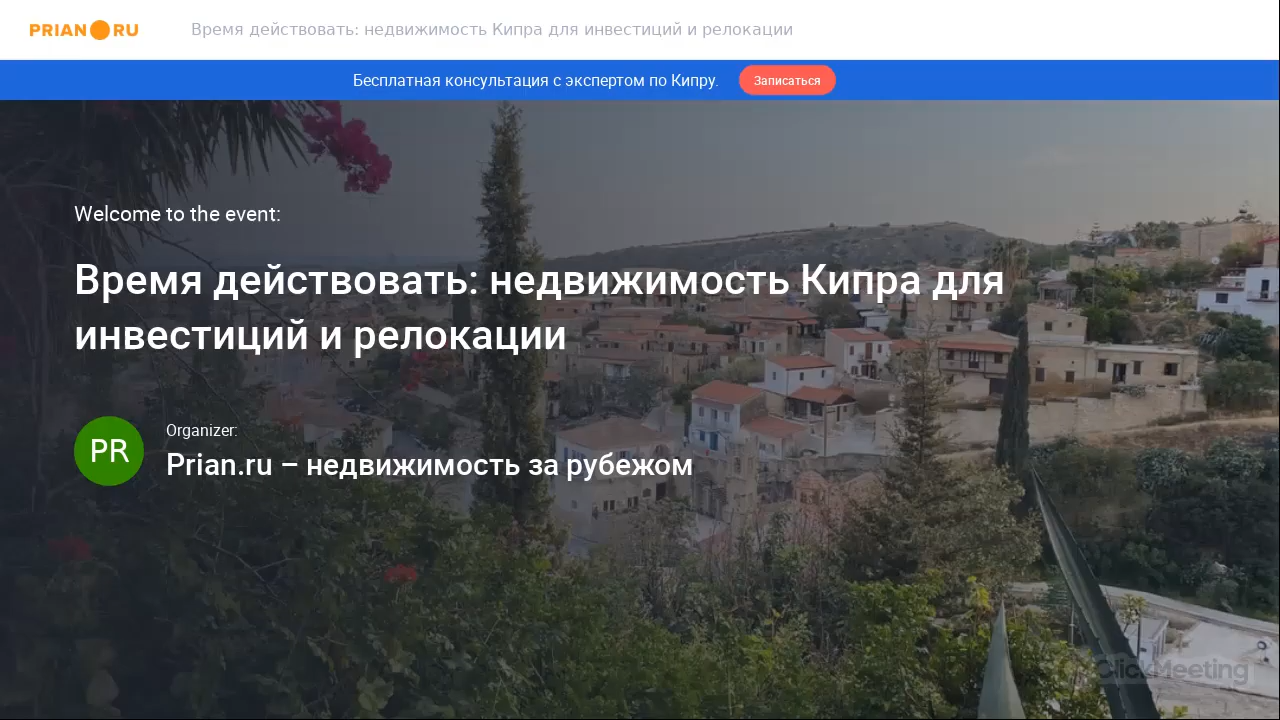 PRIAN RU
Время действовать: недвижимость Кипра для инвестиций и релокации
Бесплатная консультация с экспертом по Кипру.
Записаться
Welcome to the event:
Время действовать: недвижимость Кипра для
инвестиций и релокации
PR
Organizer:
Prian.ru – недвижимость за рубежом
ClickMeeting